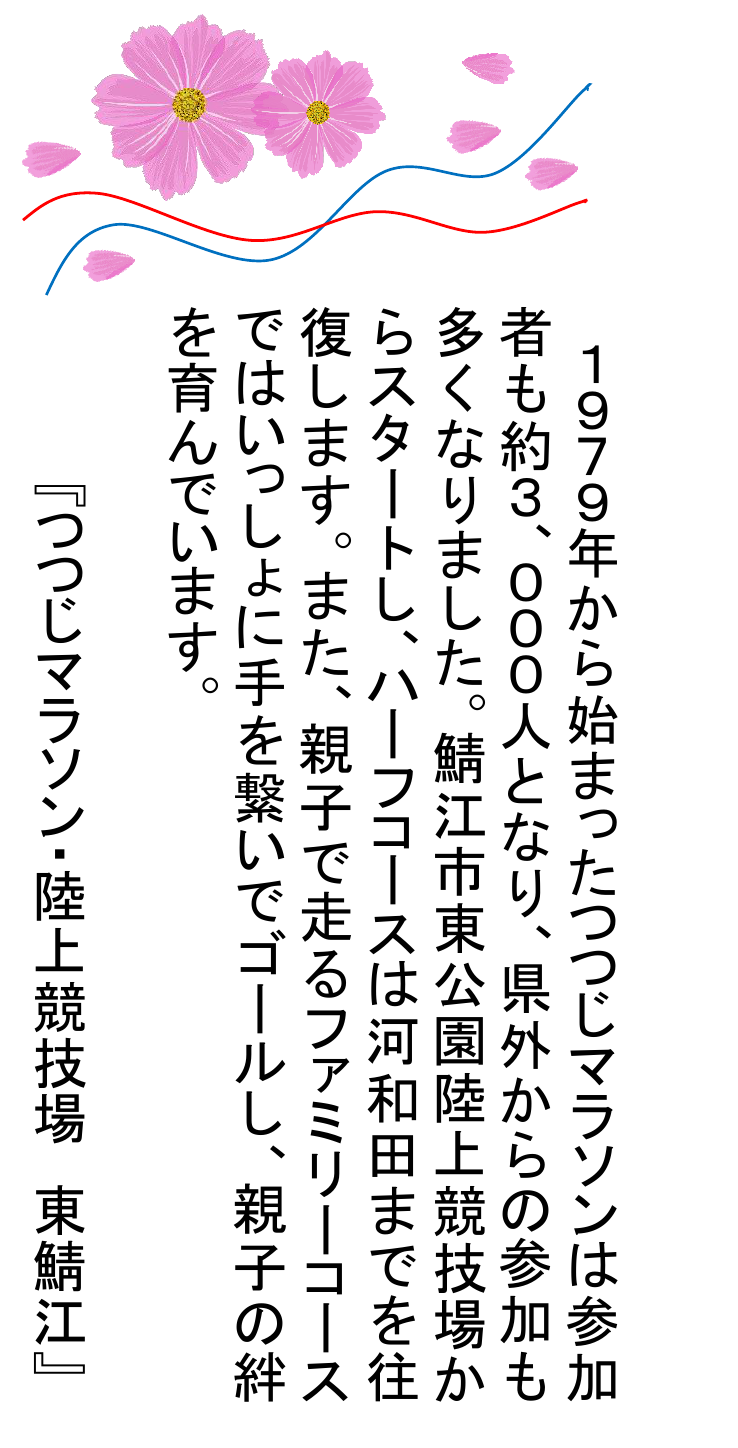 １９７９年から始まったつつじマラソンは参加
者も約３、０００人となり、県外からの参加も
多くなりました。鯖江市東公園陸上競技場か
らスタートし、ハーフコースは河和田までを往
復します。また、親子で走るファミリーコース
ではいっしょに手を繋いでゴールし、親子の絆
を育んでいます。
『つつじマラソン・陸上競技場　東鯖江』